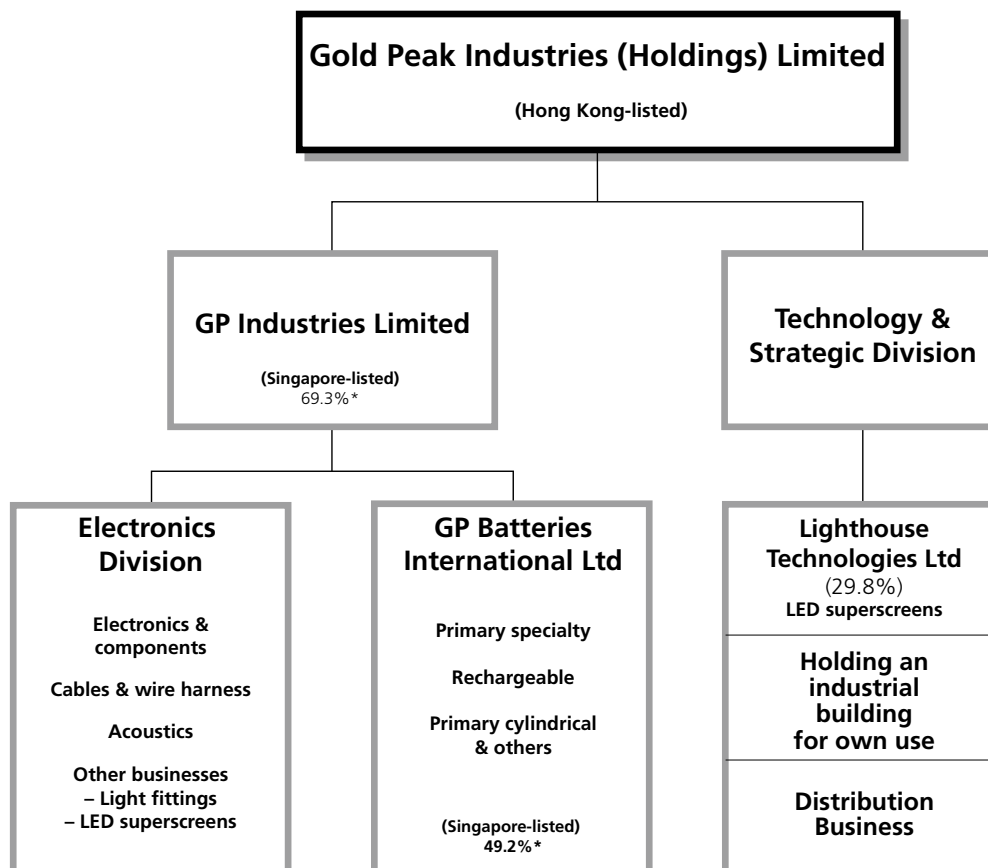 Gold Peak Industries (Holdings) Limited
(Hong Kong-listed)
GP Industries Limited
(Singapore-listed)
69.3%*
Technology &
Strategic Division
Electronics
Division
Electronics &
components
Cables & wire harness
Acoustics
Other businesses
– Light fittings
– LED superscreens
GP Batteries
International Ltd
Primary specialty
Rechargeable
Primary cylindrical
& others
(Singapore-listed)
49.2%*
Lighthouse
Technologies Ltd
(29.8%)
LED superscreens
Holding an
industrial
building
for own use
Distribution
Business